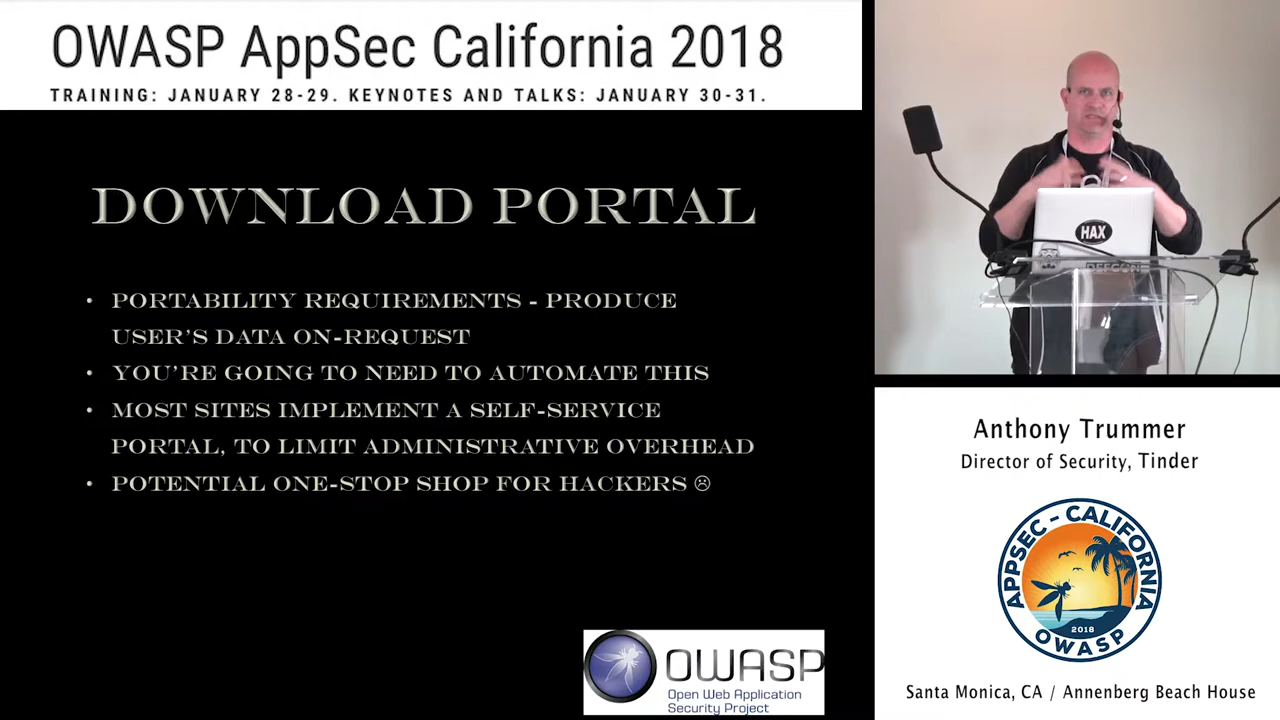 OWASP AppSec California 2018
TRAINING: JANUARY 28-29. KEYNOTES AND TALKS: JANUARY 30-31.
DOWNLOAD PORTAL
• PORTABILITY REQUIREMENTS - PRODUCE
USER'S DATA ON-REQUEST
• YOU'RE GOING TO NEED TO AUTOMATE THIS
• MOST SITES IMPLEMENT A SELF-SERVICE
PORTAL, TO LIMIT ADMINISTRATIVE OVERHEAD
• POTENTIAL ONE-STOP SHOP FOR HACKERS ☹
OWASP
Open Web Application
Security Project
HAX
DEFCON
Anthony Trummer
Director of Security, Tinder
APPSEC - CALIFORNIA
2018
OWASP
Santa Monica, CA / Annenberg Beach House